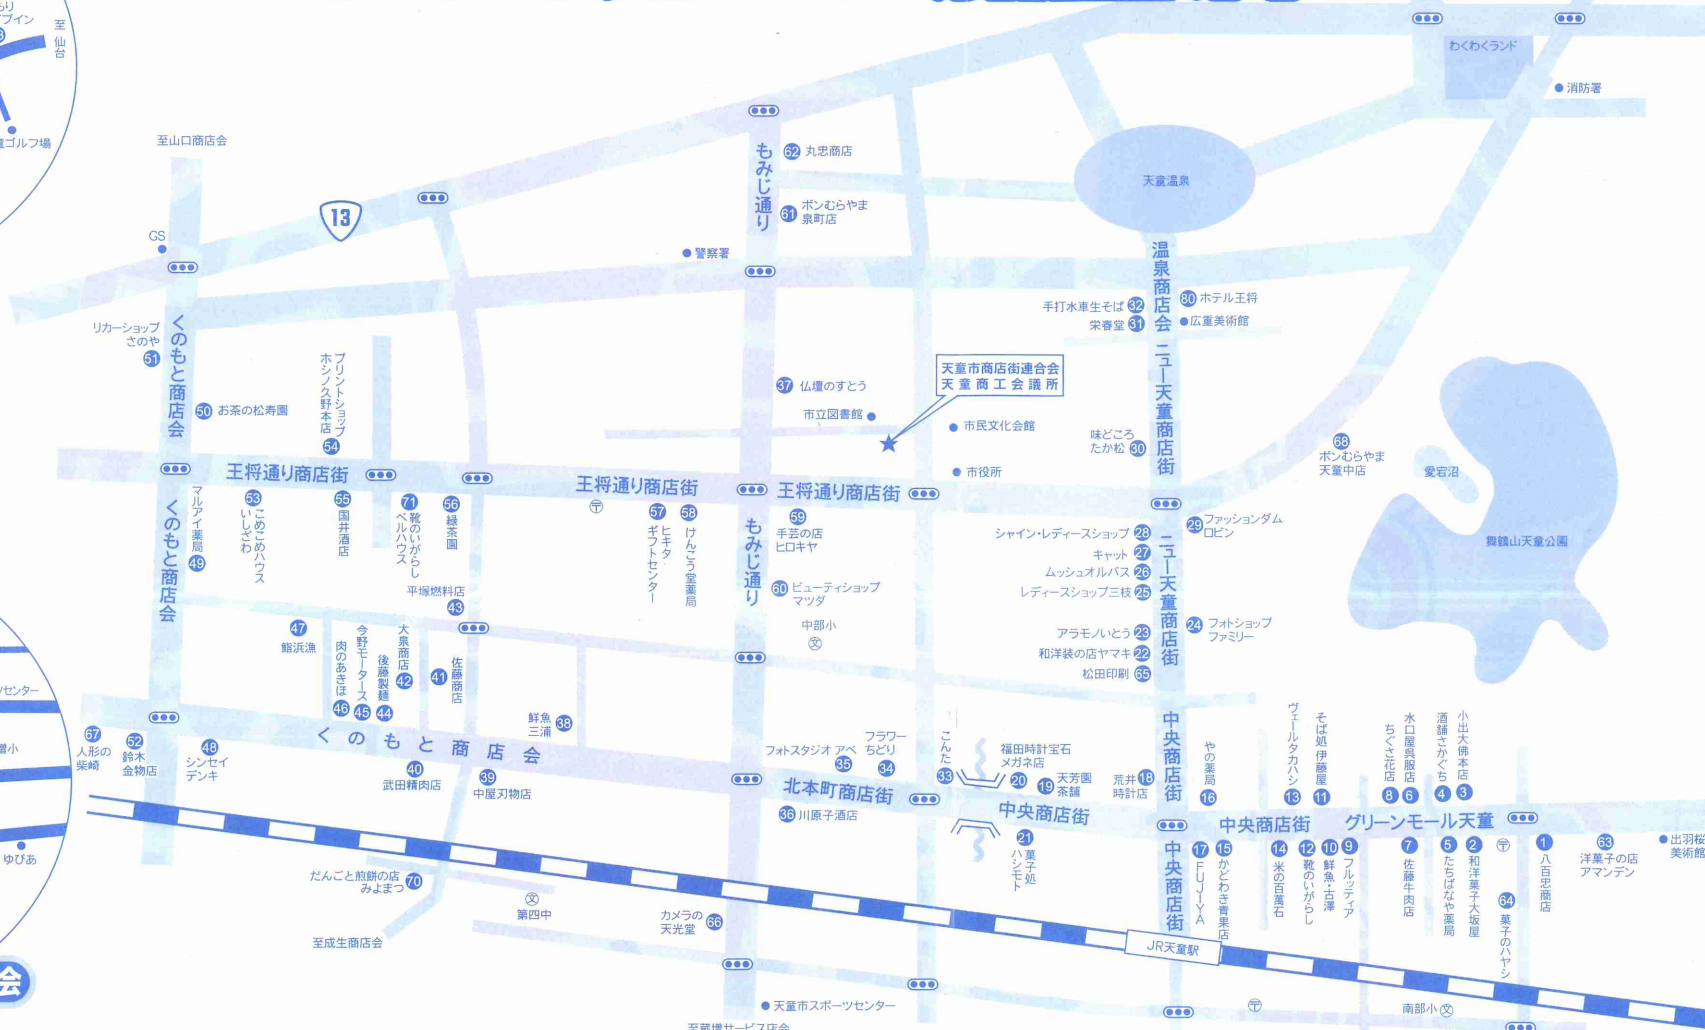 至
仙台
童ゴルフ場
至山口商店会
GS
13
わくわくランド
消防署
天童温泉
もみじ通り
62 丸忠商店
61 ボンむらやま
泉町店
警察署
リカーショップ
さのや
51
くのもと商店会
50 お茶の松寿園
プリントショップ
ホシノ久野本店
54
37 仏壇のすとう
市立図書館
天童市商店街連合会
天童商工会議所
市民文化会館
市役所
温泉商店会
手打水車生そば 32
栄春堂 31
80 ホテル王将
広重美術館
ニュー天童商店街
味どころ
たか松 30
68
ボンむらやま
天童中店
愛宕沼
舞鶴山天童公園
王将通り商店街
王将通り商店街
王将通り商店街
くのもと商店会
マルアイ薬局
49
53
こめこめハウス
いしざわ
55
国井酒店
71
靴のいがらし
ベルハウス
56
緑茶園
〒
57
ヒキタ
ギフトセンター
58
けんこう堂薬局
もみじ通り
59
手芸の店
ヒロキヤ
60 ビューティショップ
マツダ
中部小
文
シャイン・レディースショップ 28
キャット 27
ムッシュオルバス 26
レディースショップ三枝 25
アラモノいとう 23
和洋装の店ヤマキ 22
松田印刷 65
29 ファッションダム
ロビン
24 フォトショップ
ファミリー
ニュー天童商店街
平塚燃料店
43
47
鮨浜漁
肉のあきほ
46
今野モータース
45
後藤製麺
44
大泉商店
42
41 佐藤商店
鮮魚
三浦 38
67
人形の
柴崎
52
鈴木
金物店
48
シンセイ
デンキ
くのもと商店会
40
武田精肉店
39
中屋刃物店
フォトスタジオ アベ
35
フラワー
ちどり
34
北本町商店街
36 川原子酒店
こんた
33
福田時計宝石
メガネ店
20
19 天芳園
茶舗
荒井
時計店 18
中央商店街
中央商店街
21
菓子処
ハシモト
やの薬局
16
ヴェールタカハシ
13
そば処 伊藤屋
11
ちぐさ花店
8
水口屋呉服店
6
酒舗さかぐち
4
小出大佛本店
3
中央商店街
グリーンモール天童
中央商店街
17
FUJIYA
15
かどわき青果店
14
米の百萬石
12
靴のいがらし
10
鮮魚・古澤
9
フルッティア
7
佐藤牛肉店
5
たちばなや薬局
2
和洋菓子大坂屋
〒
64
菓子のハヤシ
1
八百忠商店
63
洋菓子の店
アマンデン
出羽桜
美術館
だんごと煎餅の店
みよまつ 70
至成生商店会
文
第四中
カメラの
天光堂 66
JR天童駅
天童市スポーツセンター
至蔵増サービス店会
〒
南部小 文
ゆぴあ
会